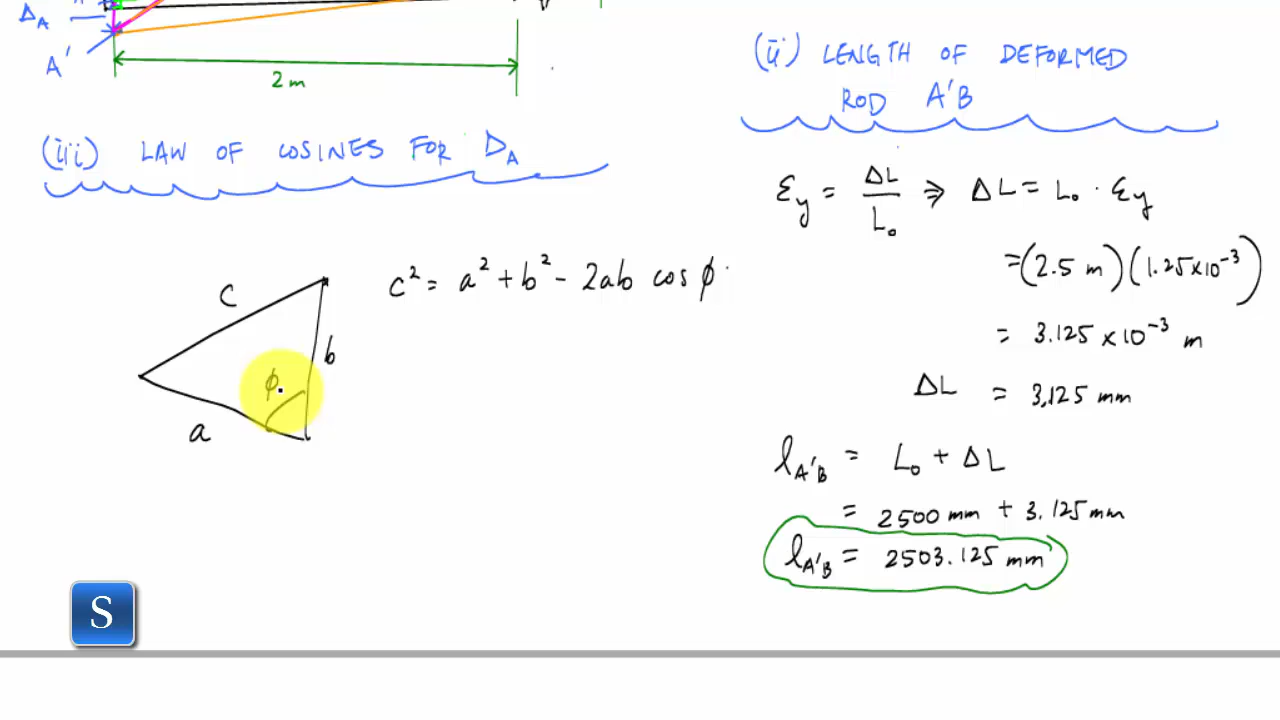 Δ_A
A'
2 m
(iii) LAW OF COSINES FOR Δ_A
c² = a² + b² - 2ab cos φ
c
b
φ
a
(ii) LENGTH OF DEFORMED
ROD A'B
ε_y = ΔL / L₀ ⇒ ΔL = L₀ · ε_y
= (2.5 m) (1.25×10⁻³)
= 3.125 ×10⁻³ m
ΔL = 3.125 mm
l_A'B = L₀ + ΔL
= 2500 mm + 3.125 mm
l_A'B = 2503.125 mm
S